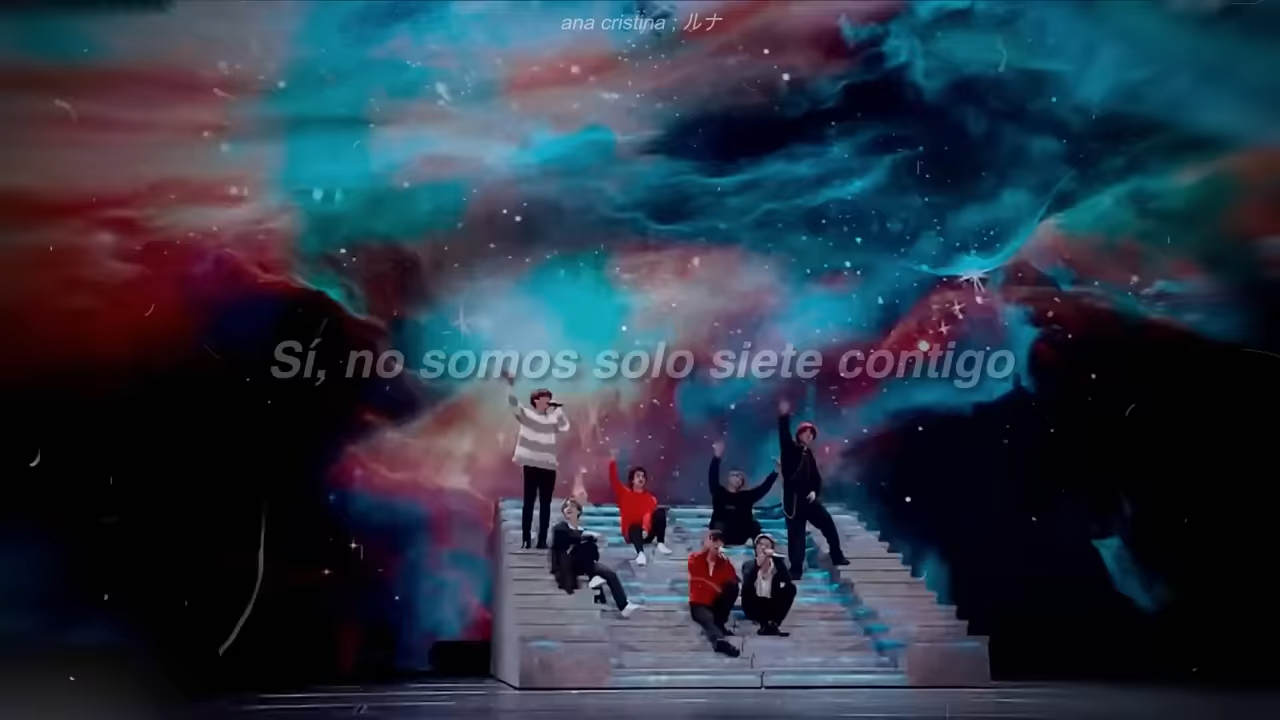 ana cristina ; ルナ
Sí, no somos solo siete contigo